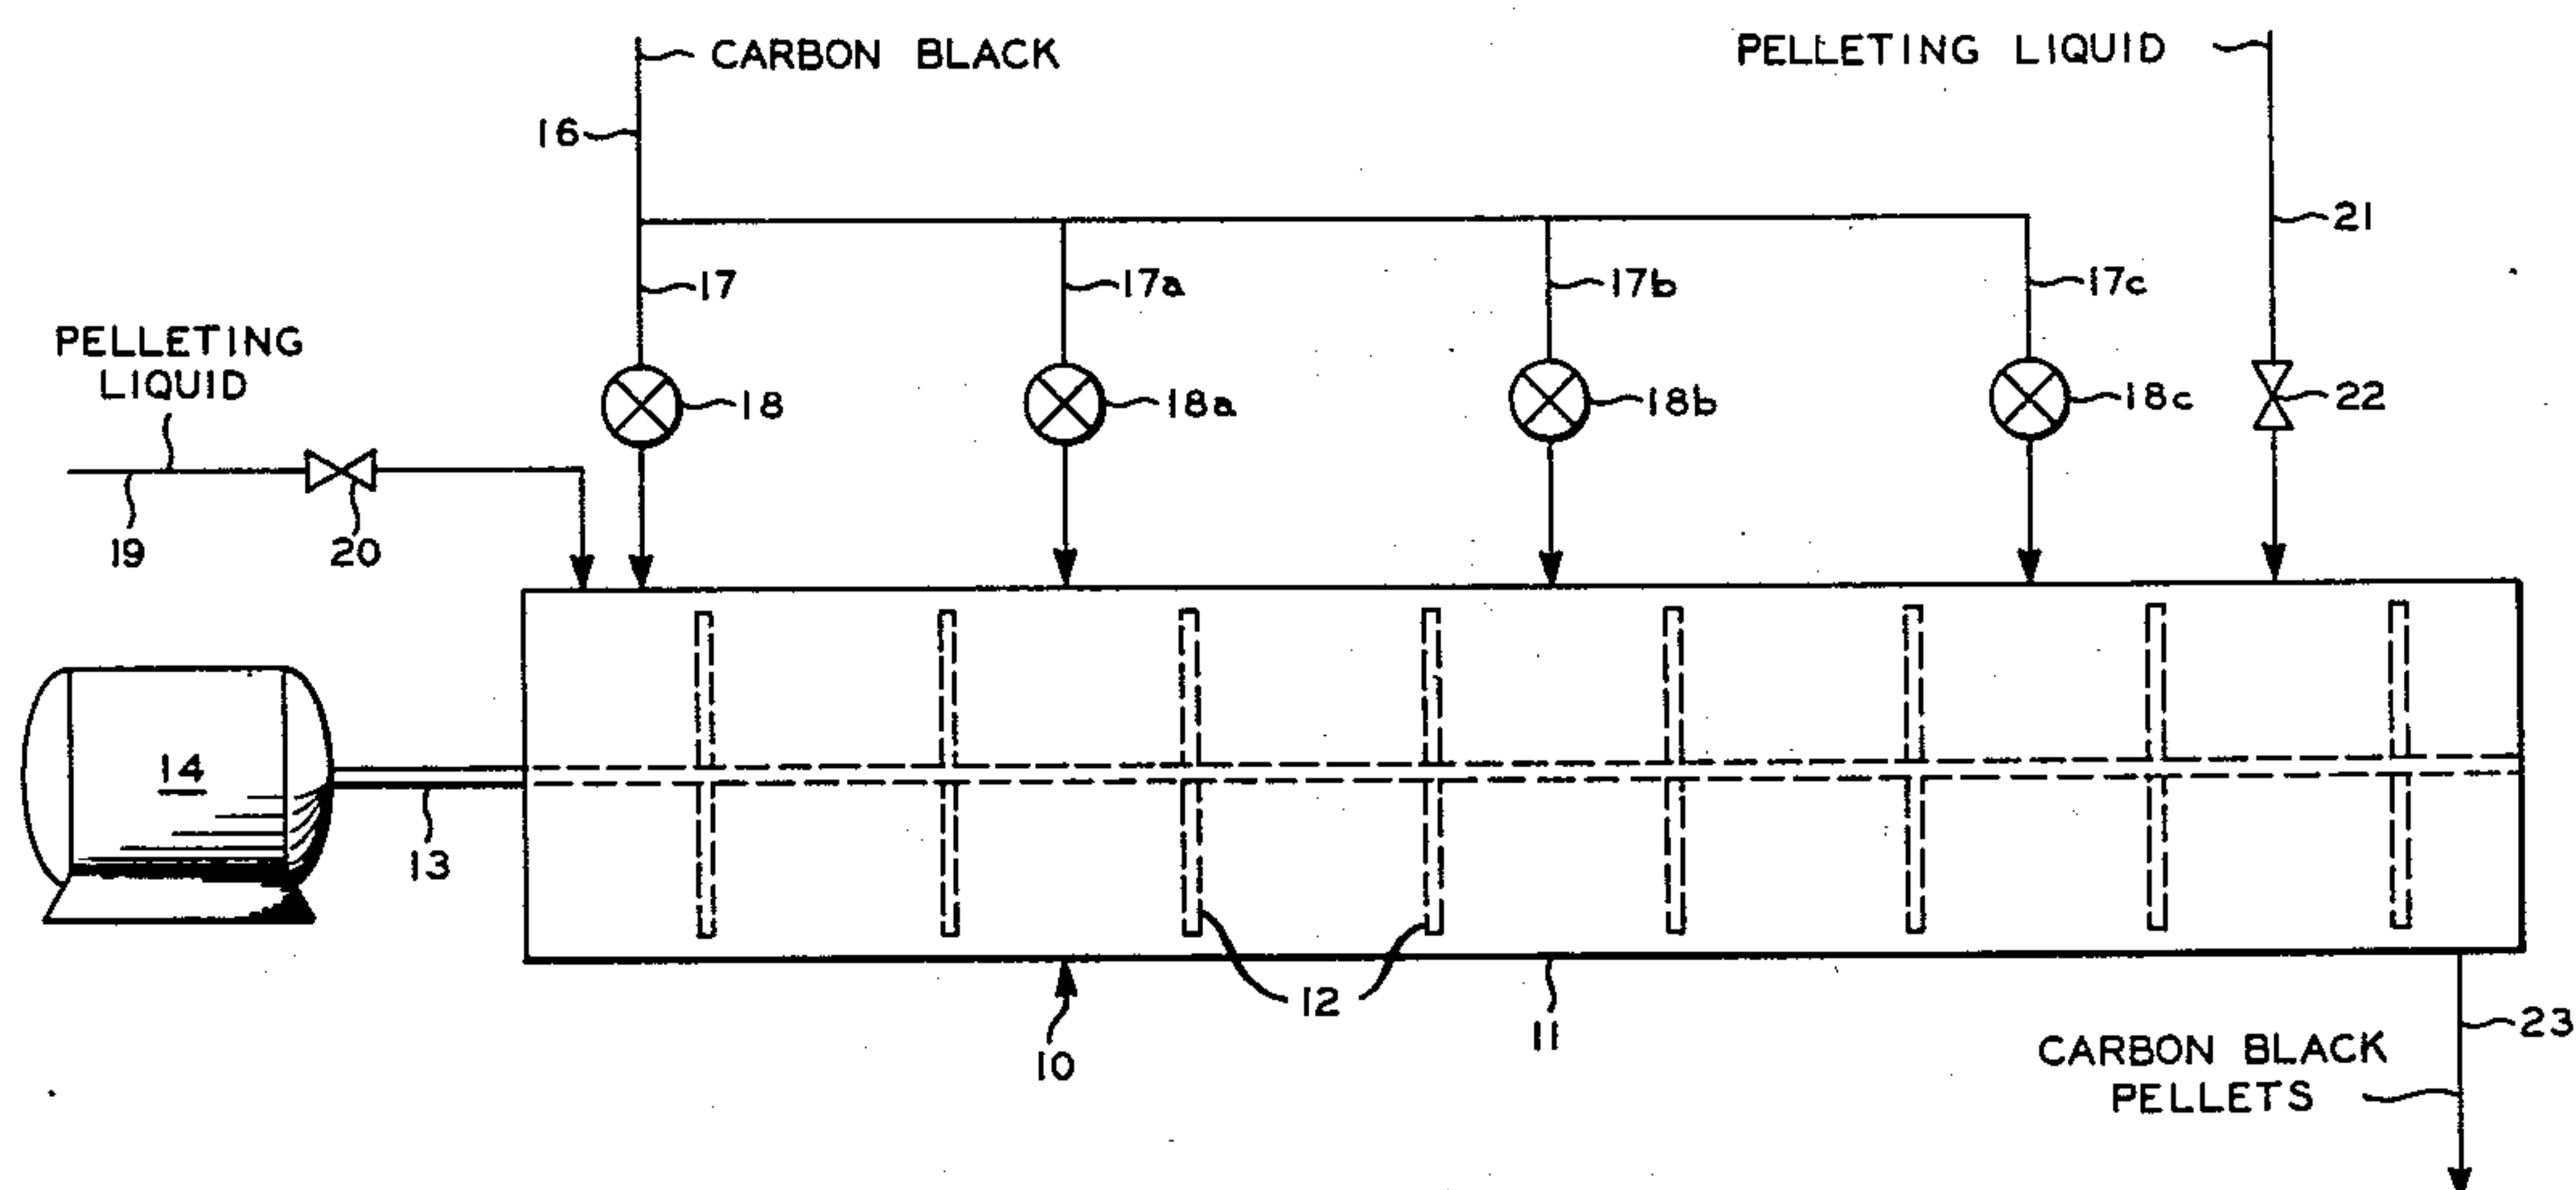 CARBON BLACK
PELLETING LIQUID
16
21
17
17a
17b
17c
PELLETING
LIQUID
18
18a
18b
18c
22
19
20
14
13
12
10
11
23
CARBON BLACK
PELLETS